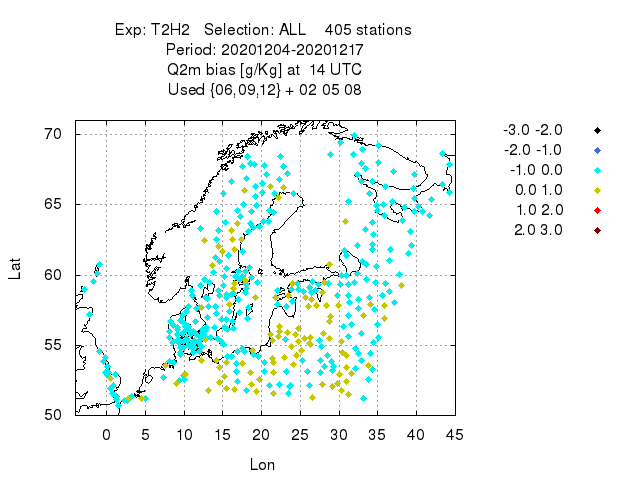 Exp: T2H2 Selection: ALL 405 stations
Period: 20201204-20201217
Q2m bias [g/Kg] at 14 UTC
Used {06,09,12} + 02 05 08
70
65
60
55
50
Lat
0 5 10 15 20 25 30 35 40 45
Lon
-3.0 -2.0
-2.0 -1.0
-1.0 0.0
0.0 1.0
1.0 2.0
2.0 3.0